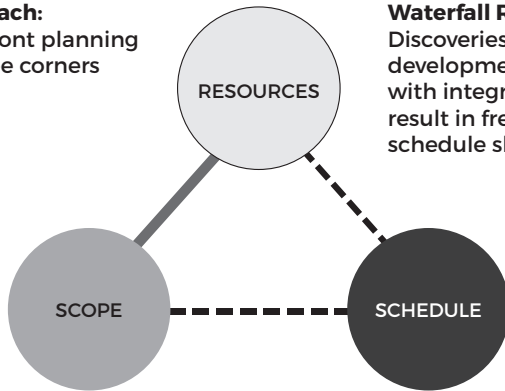 ach:
ont planning
e corners
Waterfall R
Discoveries
developme
with integr
result in fre
schedule sl
RESOURCES
SCOPE
SCHEDULE